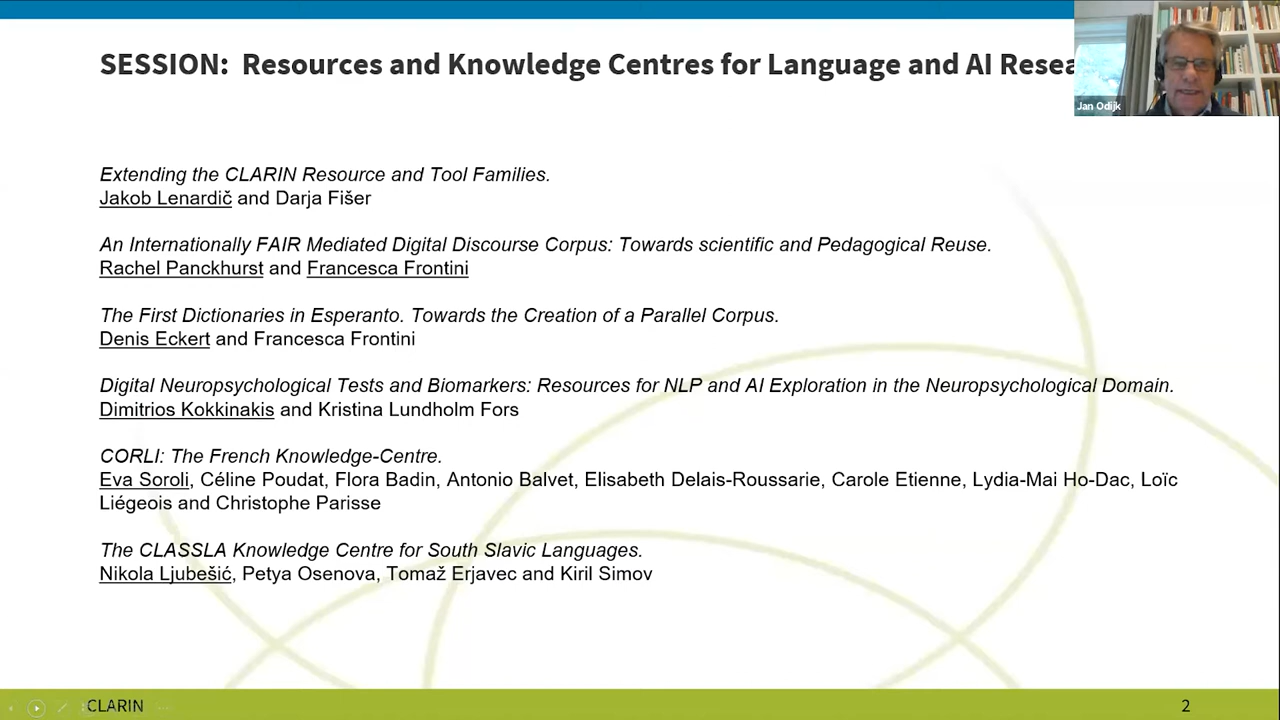 SESSION: Resources and Knowledge Centres for Language and AI Resea
Jan Odijk
Extending the CLARIN Resource and Tool Families.
Jakob Lenardič and Darja Fišer
An Internationally FAIR Mediated Digital Discourse Corpus: Towards scientific and Pedagogical Reuse.
Rachel Panckhurst and Francesca Frontini
The First Dictionaries in Esperanto. Towards the Creation of a Parallel Corpus.
Denis Eckert and Francesca Frontini
Digital Neuropsychological Tests and Biomarkers: Resources for NLP and AI Exploration in the Neuropsychological Domain.
Dimitrios Kokkinakis and Kristina Lundholm Fors
CORLI: The French Knowledge-Centre.
Eva Soroli, Céline Poudat, Flora Badin, Antonio Balvet, Elisabeth Delais-Roussarie, Carole Etienne, Lydia-Mai Ho-Dac, Loïc
Liégeois and Christophe Parisse
The CLASSLA Knowledge Centre for South Slavic Languages.
Nikola Ljubešić, Petya Osenova, Tomaž Erjavec and Kiril Simov
CLARIN
2